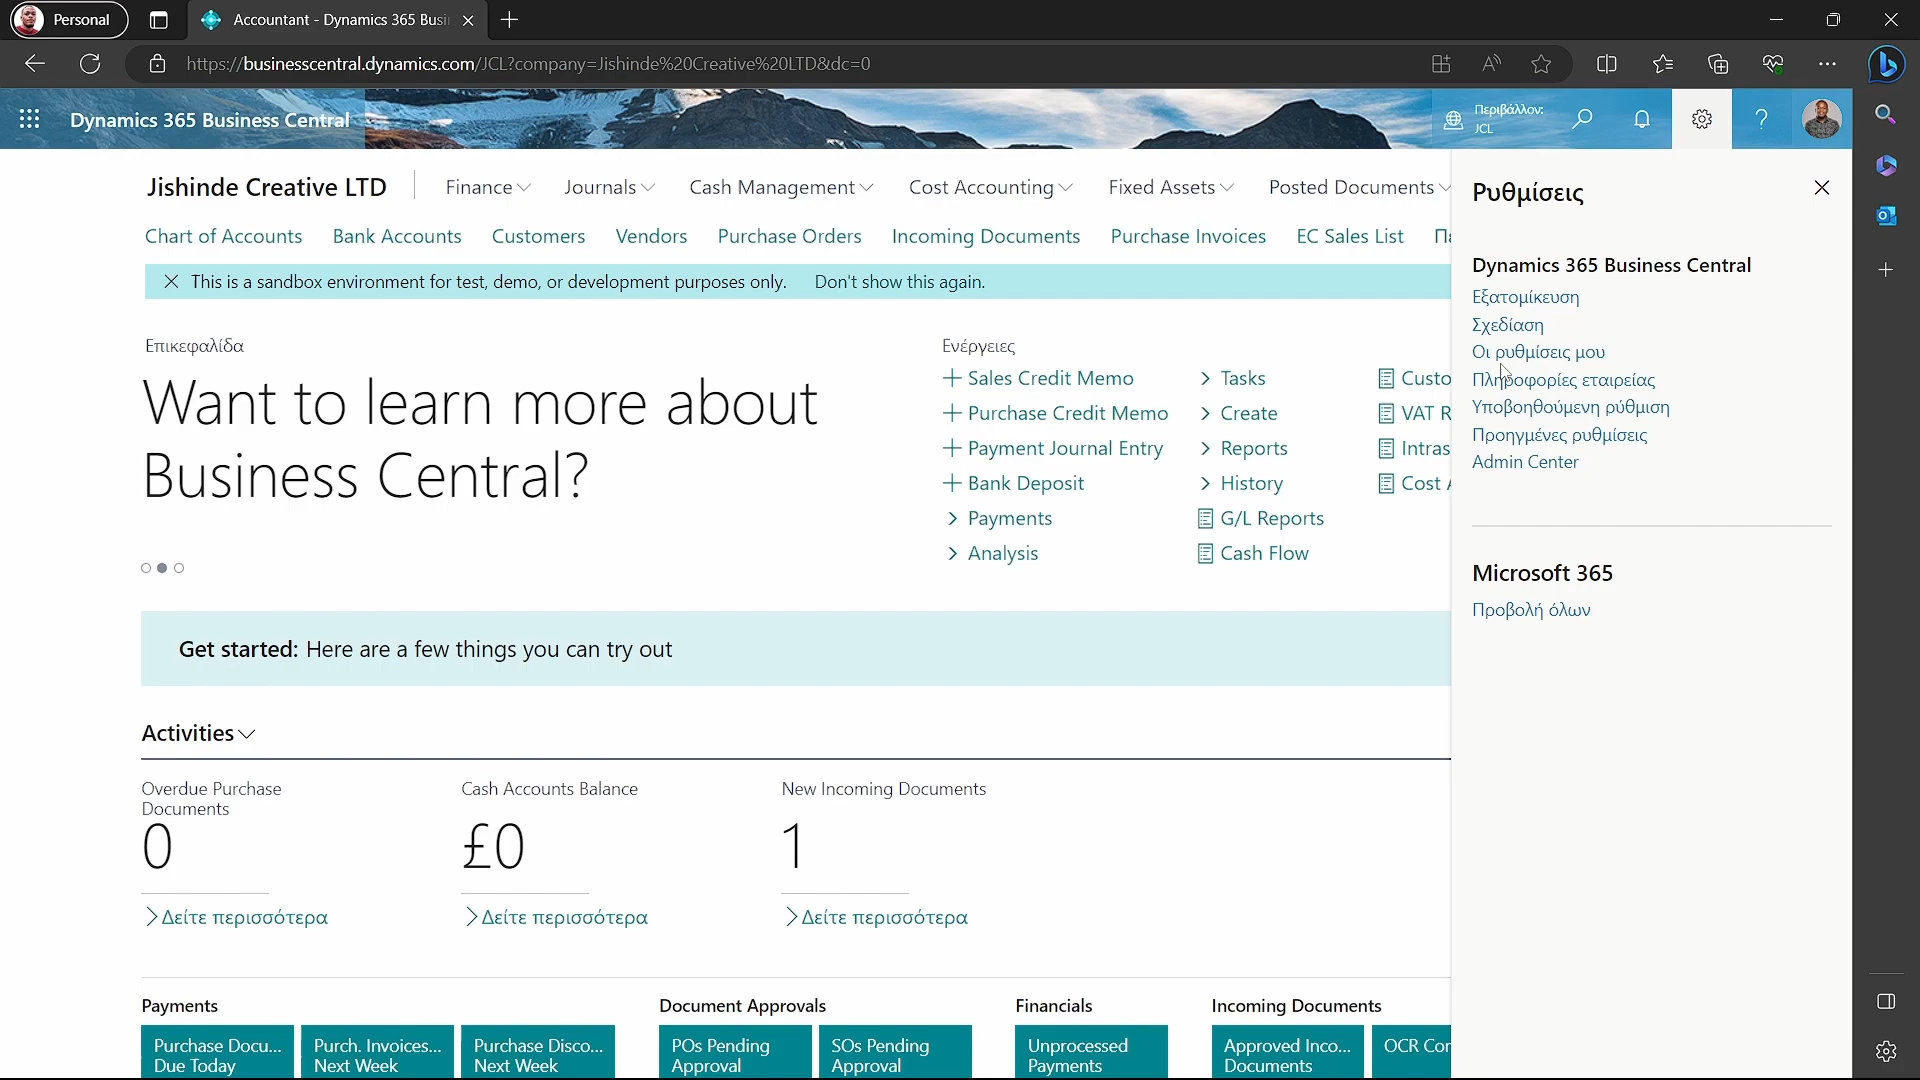 Personal
Accountant - Dynamics 365 Busi
https://businesscentral.dynamics.com/JCL?company=Jishinde%20Creative%20LTD&dc=0
Dynamics 365 Business Central
Περιβάλλον:
JCL
Jishinde Creative LTD
Finance
Journals
Cash Management
Cost Accounting
Fixed Assets
Posted Documents
Chart of Accounts
Bank Accounts
Customers
Vendors
Purchase Orders
Incoming Documents
Purchase Invoices
EC Sales List
This is a sandbox environment for test, demo, or development purposes only. Don't show this again.
Επικεφαλίδα
Want to learn more about
Business Central?
Ενέργειες
Sales Credit Memo
Purchase Credit Memo
Payment Journal Entry
Bank Deposit
Payments
Analysis
Tasks
Create
Reports
History
G/L Reports
Cash Flow
Custo
VAT R
Intras
Cost
Get started: Here are a few things you can try out
Activities
Overdue Purchase
Documents
0
Δείτε περισσότερα
Cash Accounts Balance
£0
Δείτε περισσότερα
New Incoming Documents
1
Δείτε περισσότερα
Payments
Purchase Docu...
Due Today
Purch. Invoices...
Next Week
Purchase Disco...
Next Week
Document Approvals
POs Pending
Approval
SOs Pending
Approval
Financials
Unprocessed
Payments
Incoming Documents
Approved Inco...
Documents
OCR Cor
Ρυθμίσεις
Dynamics 365 Business Central
Εξατομίκευση
Σχεδίαση
Οι ρυθμίσεις μου
Πληροφορίες εταιρείας
Υποβοηθούμενη ρύθμιση
Προηγμένες ρυθμίσεις
Admin Center
Microsoft 365
Προβολή όλων